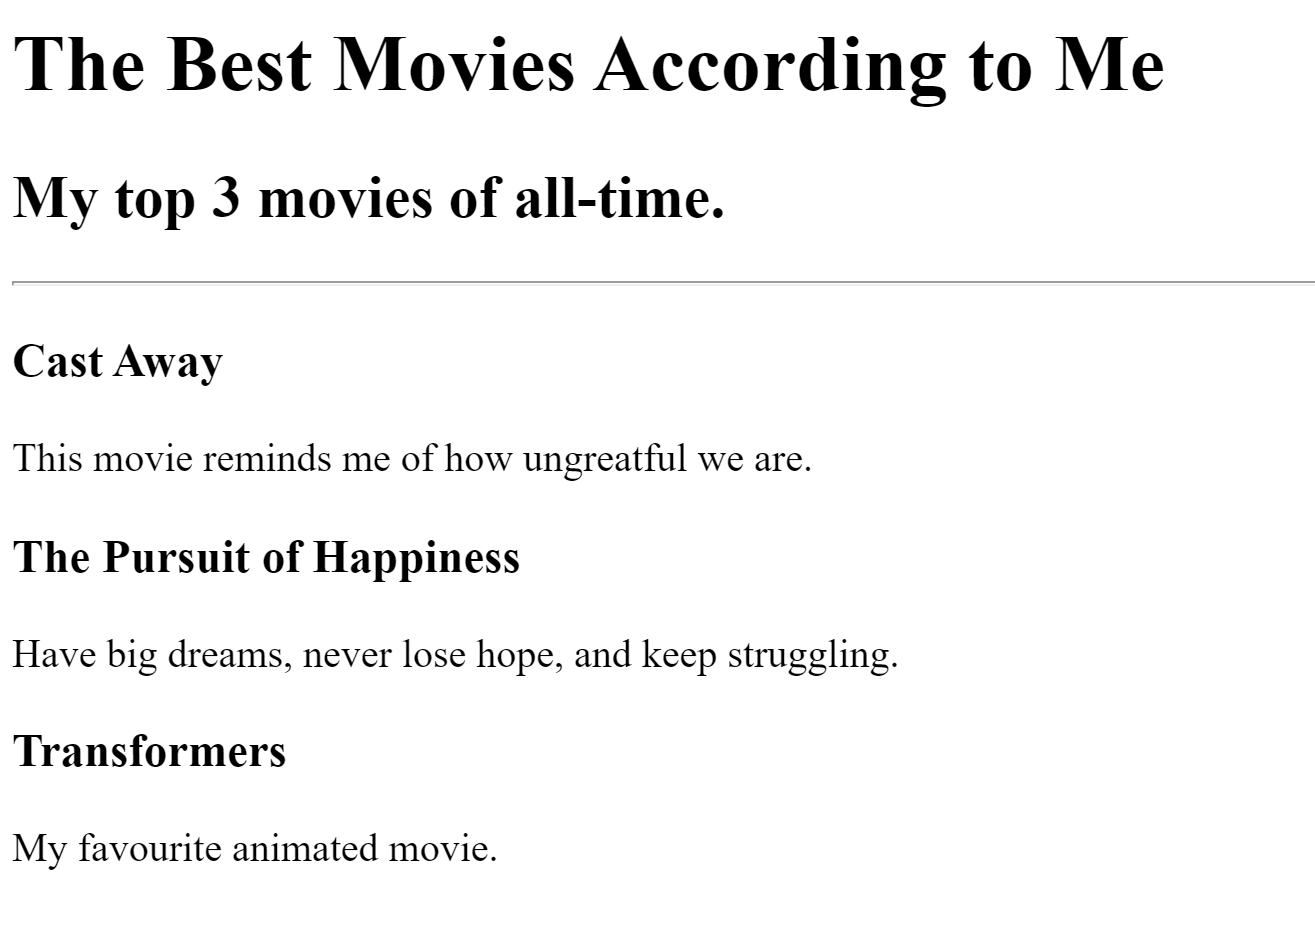 The Best Movies According to Me
My top 3 movies of all-time.
Cast Away
This movie reminds me of how ungreatful we are.
The Pursuit of Happiness
Have big dreams, never lose hope, and keep struggling.
Transformers
My favourite animated movie.